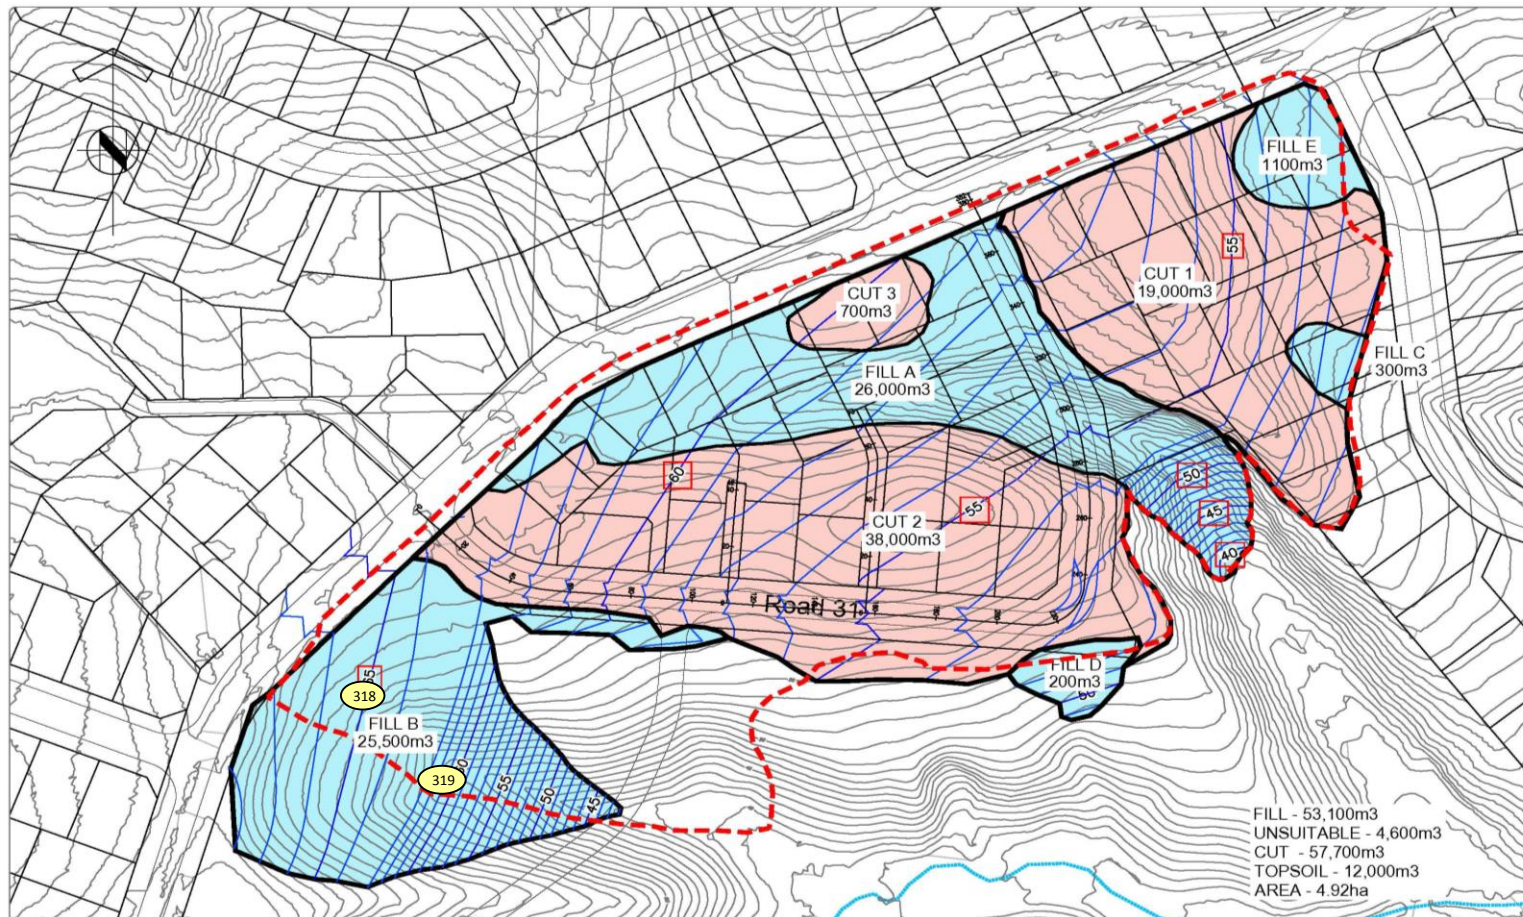 FILL E
1100m3
55
CUT 1
19,000m3
CUT 3
700m3
FILL C
300m3
FILL A
26,000m3
60
50
55
45
CUT 2
38,000m3
40
Road 31
FILL D
200m3
318
FILL B
25,500m3
319
55
50
45
FILL - 53,100m3
UNSUITABLE - 4,600m3
CUT - 57,700m3
TOPSOIL - 12,000m3
AREA - 4.92ha